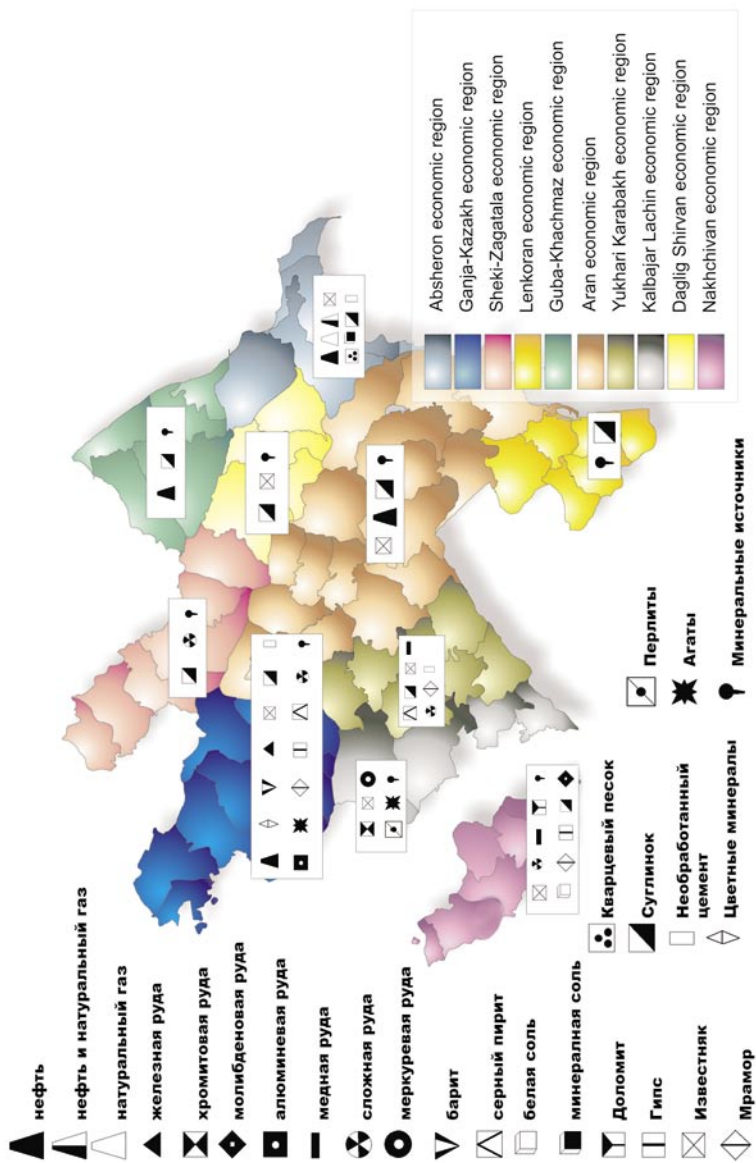 нефть
нефть и натуральный газ
натуральный газ
железная руда
хромитовая руда
молибденовая руда
алюминевая руда
медная руда
сложная руда
меркуревая руда
барит
серный пирит
белая соль
минералная соль
Доломит
Гипс
Известняк
Мрамор
Кварцевый песок
Суглинок
Необработанный
цемент
Цветные минералы
Перлиты
Агаты
Минеральные источники
Absheron economic region
Ganja-Kazakh economic region
Sheki-Zagatala economic region
Lenkoran economic region
Guba-Khachmaz economic region
Aran economic region
Yukhari Karabakh economic region
Kalbajar Lachin economic region
Daglig Shirvan economic region
Nakhchivan economic region